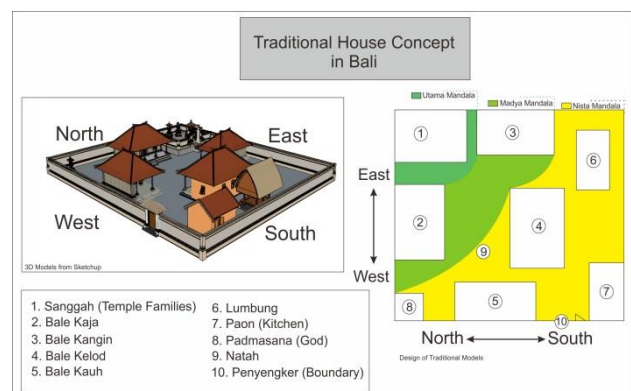 Traditional House Concept
in Bali
North
East
West
South
3D Models from Sketchup
Utama Mandala
Madya Mandala
Nista Mandala
1
3
6
East
2
4
9
West
8
5
7
10
North
South
Design of Traditional Models
1. Sanggah (Temple Families)
2. Bale Kaja
3. Bale Kangin
4. Bale Kelod
5. Bale Kauh
6. Lumbung
7. Paon (Kitchen)
8. Padmasana (God)
9. Natah
10. Penyengker (Boundary)